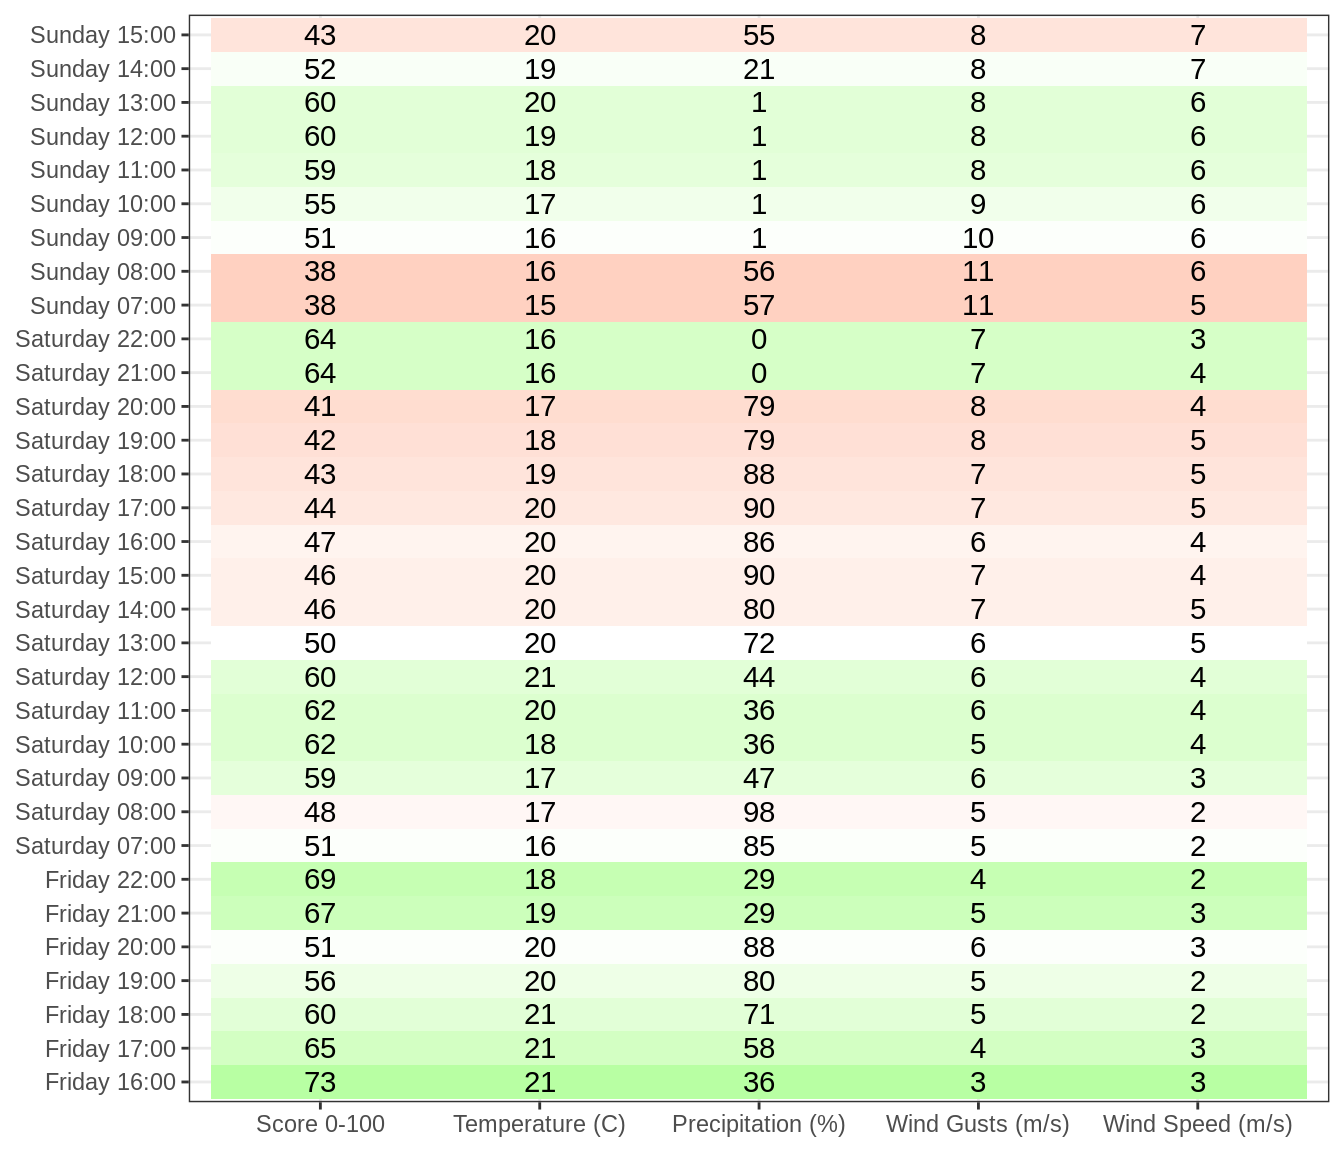 Sunday 15:00 43 20 55 8 7
Sunday 14:00 52 19 21 8 7
Sunday 13:00 60 20 1 8 6
Sunday 12:00 60 19 1 8 6
Sunday 11:00 59 18 1 8 6
Sunday 10:00 55 17 1 9 6
Sunday 09:00 51 16 1 10 6
Sunday 08:00 38 16 56 11 6
Sunday 07:00 38 15 57 11 5
Saturday 22:00 64 16 0 7 3
Saturday 21:00 64 16 0 7 4
Saturday 20:00 41 17 79 8 4
Saturday 19:00 42 18 79 8 5
Saturday 18:00 43 19 88 7 5
Saturday 17:00 44 20 90 7 5
Saturday 16:00 47 20 86 6 4
Saturday 15:00 46 20 90 7 4
Saturday 14:00 46 20 80 7 5
Saturday 13:00 50 20 72 6 5
Saturday 12:00 60 21 44 6 4
Saturday 11:00 62 20 36 6 4
Saturday 10:00 62 18 36 5 4
Saturday 09:00 59 17 47 6 3
Saturday 08:00 48 17 98 5 2
Saturday 07:00 51 16 85 5 2
Friday 22:00 69 18 29 4 2
Friday 21:00 67 19 29 5 3
Friday 20:00 51 20 88 6 3
Friday 19:00 56 20 80 5 2
Friday 18:00 60 21 71 5 2
Friday 17:00 65 21 58 4 3
Friday 16:00 73 21 36 3 3
Score 0-100 Temperature (C) Precipitation (%) Wind Gusts (m/s) Wind Speed (m/s)